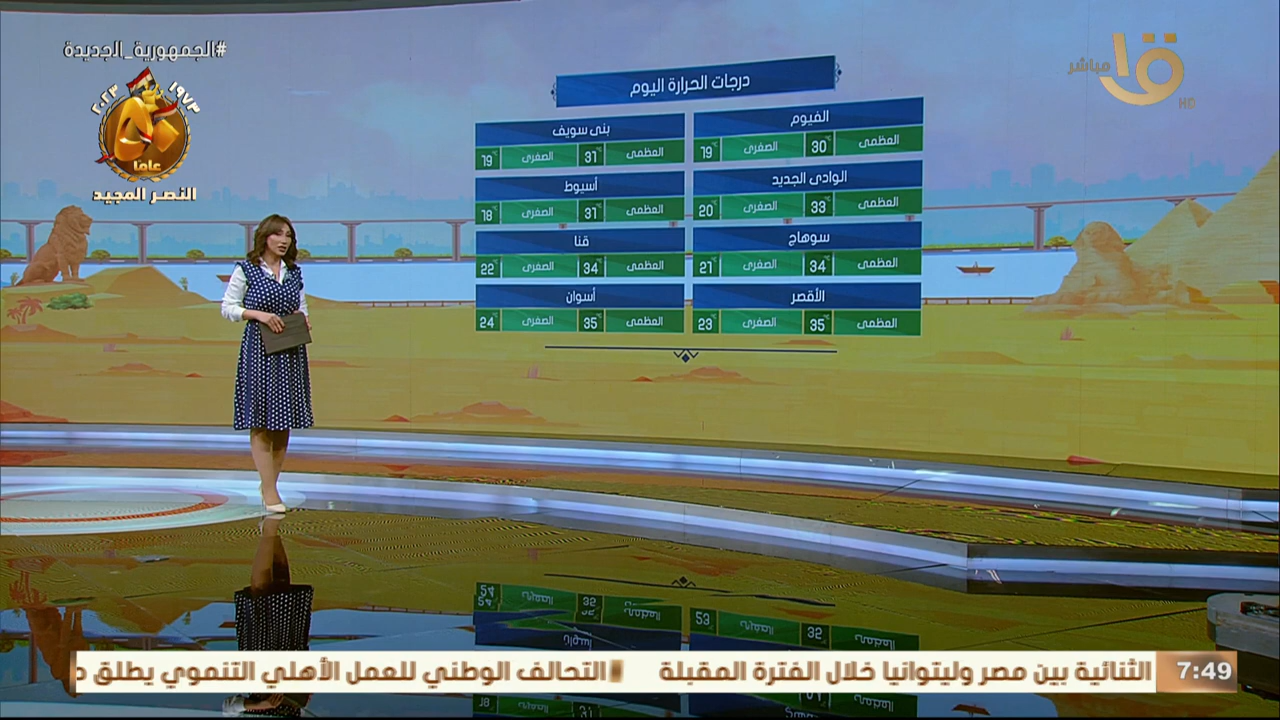 #الجمهورية_الجديدة
١٩٧٣ ٢٠٢٣
عاما
النصر المجيد
مباشر
HD
درجات الحرارة اليوم
الفيوم
العظمى 30 الصغرى 19
بنى سويف
العظمى 31 الصغرى 19
الوادى الجديد
العظمى 33 الصغرى 20
أسيوط
العظمى 31 الصغرى 18
سوهاج
العظمى 34 الصغرى 21
قنا
العظمى 34 الصغرى 22
الأقصر
العظمى 35 الصغرى 23
أسوان
العظمى 35 الصغرى 24
7:49 الثنائية بين مصر وليتوانيا خلال الفترة المقبلة التحالف الوطني للعمل الأهلي التنموي يطلق